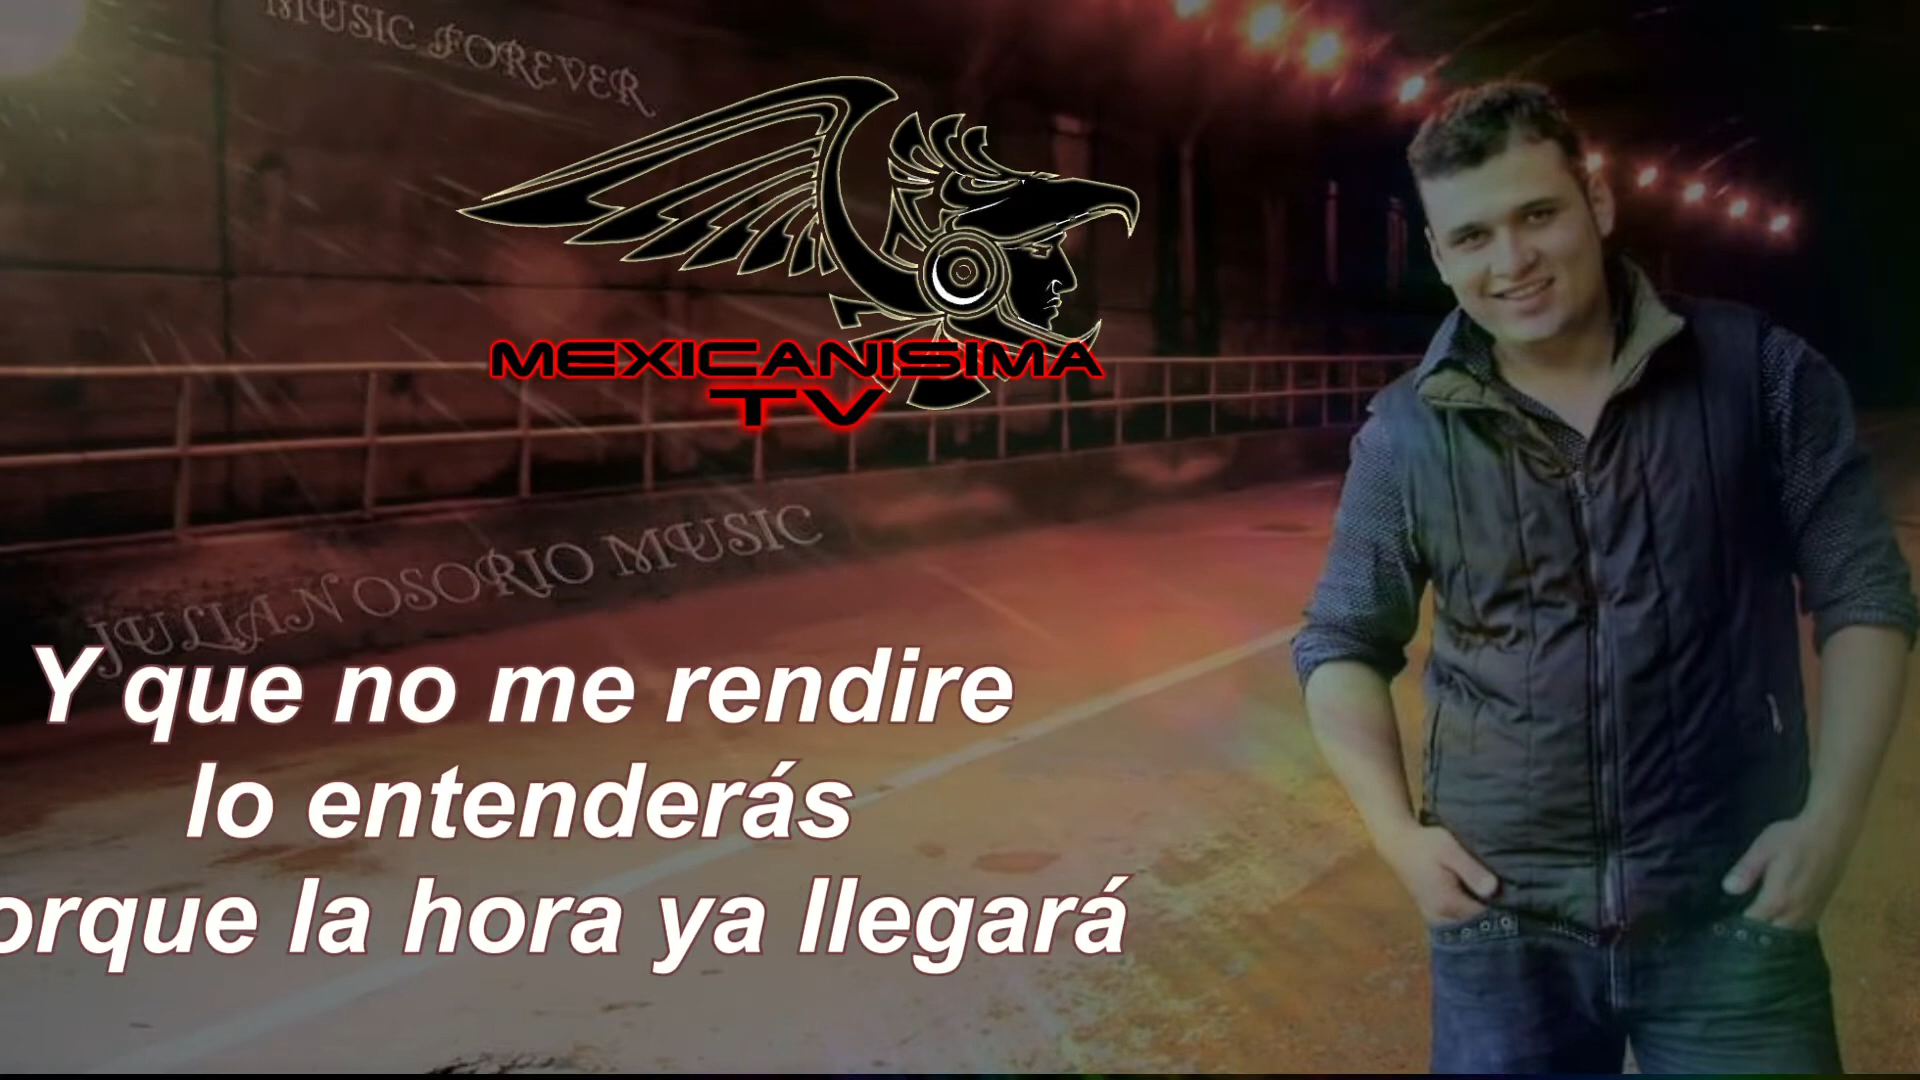 MUSIC FOREVER
MEXICANISIMA
TV
JULIAN OSORIO MUSIC
Y que no me rendire
lo entenderás
orque la hora ya llegará